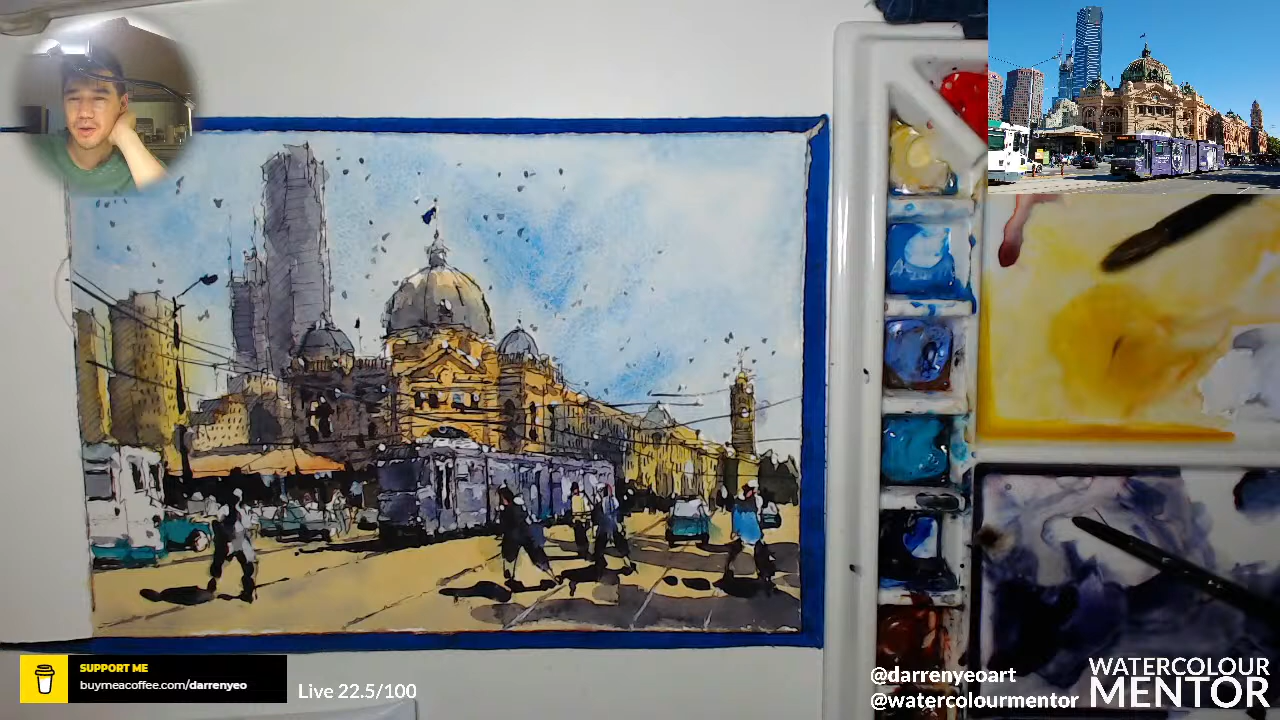 SUPPORT ME
buymeacoffee.com/darrenyeo
Live 22.5/100
@darrenyeoart
@watercolourmentor
WATERCOLOUR
MENTOR